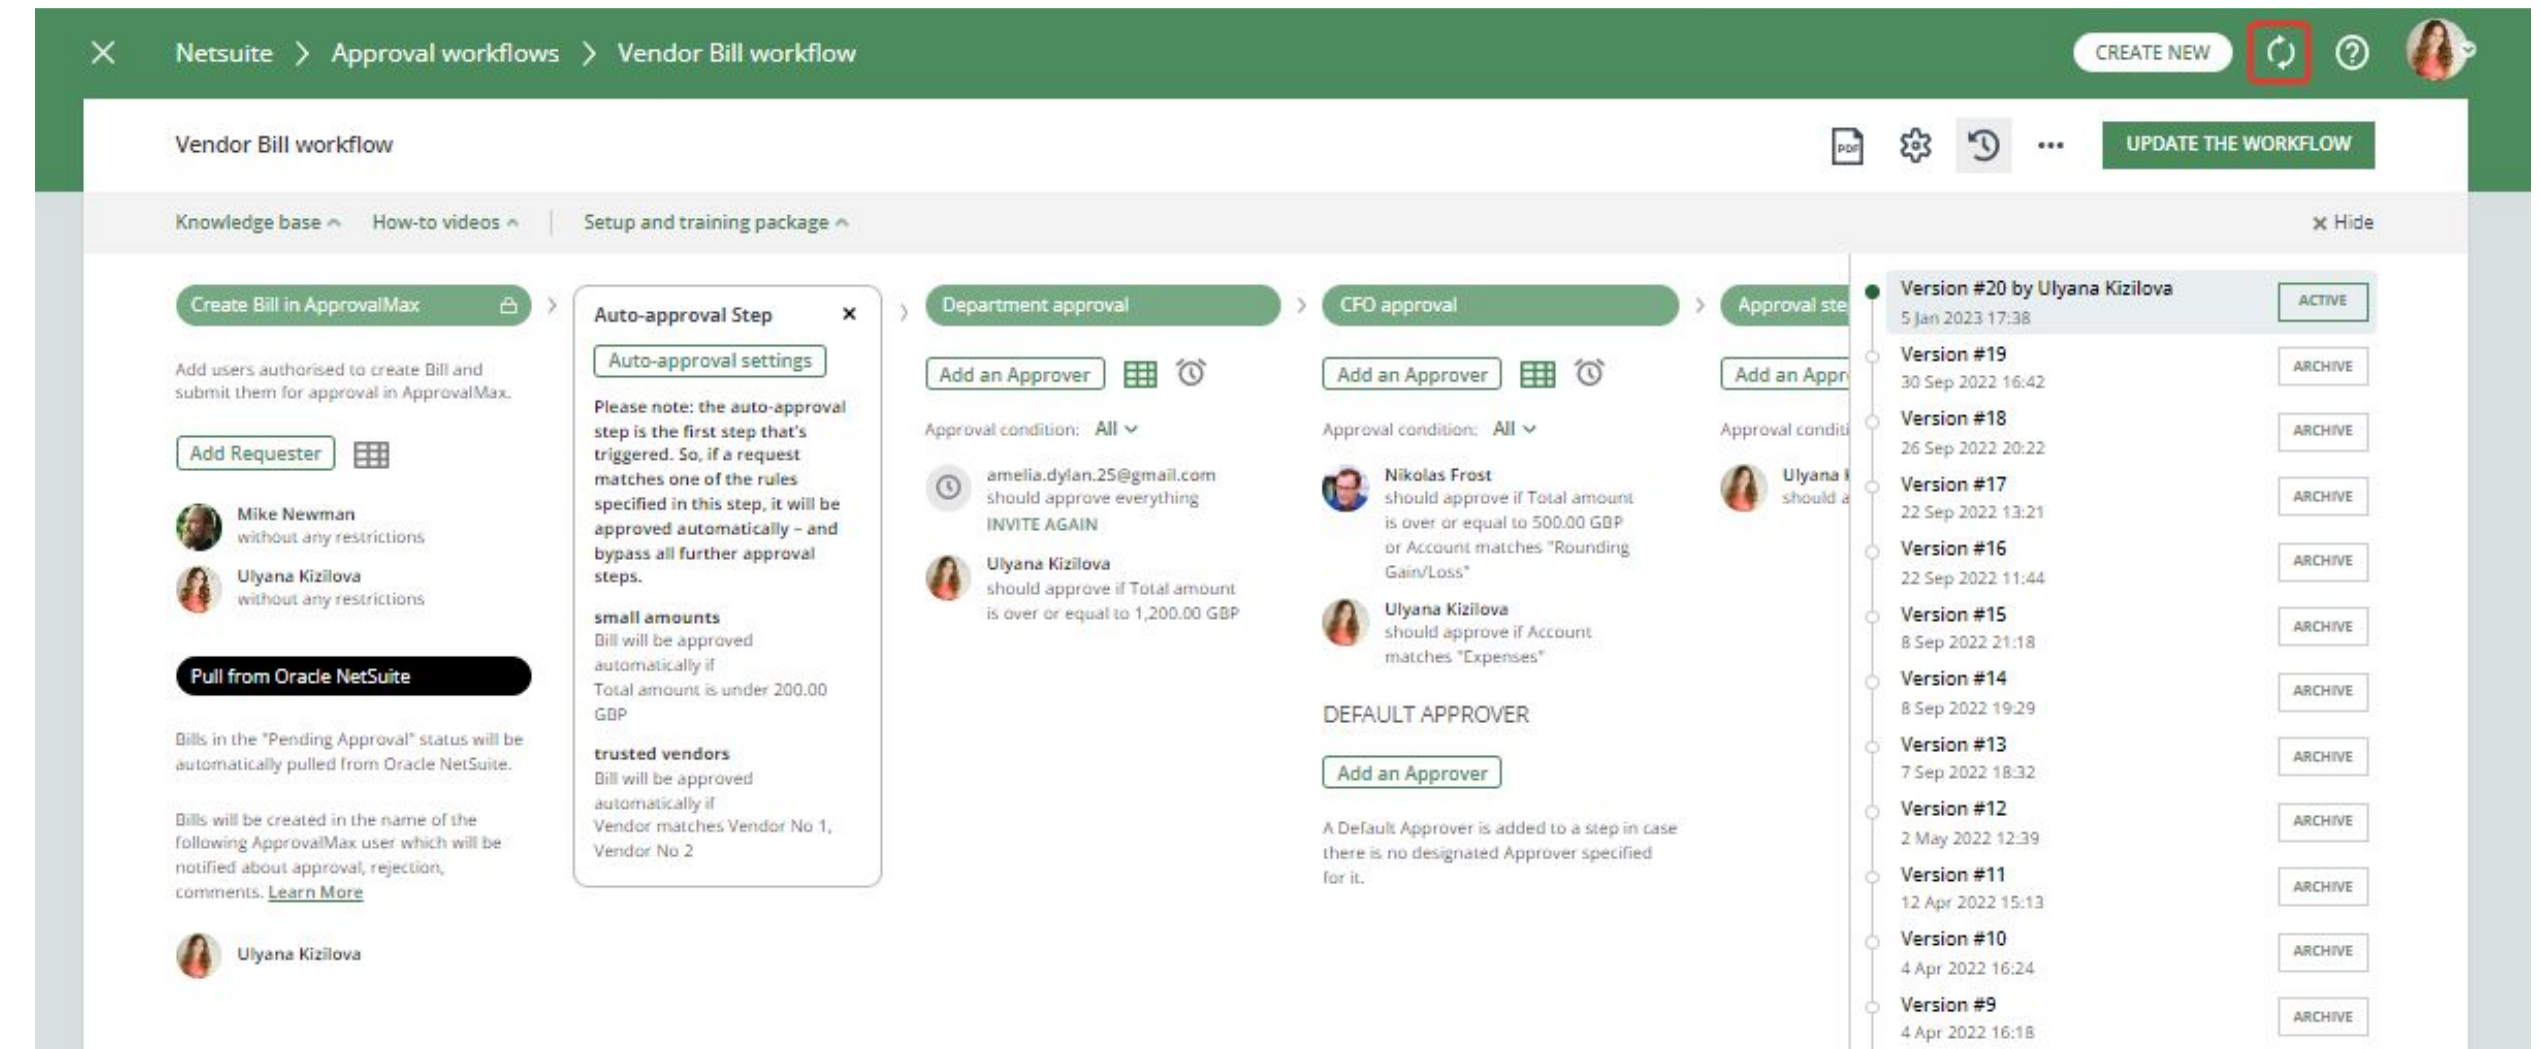 Netsuite > Approval workflows > Vendor Bill workflow
CREATE NEW
Vendor Bill workflow
PDF
UPDATE THE WORKFLOW
Knowledge base
How-to videos
Setup and training package
Hide
Create Bill in ApprovalMax
Add users authorised to create Bill and
submit them for approval in ApprovalMax.
Add Requester
Mike Newman
without any restrictions
Ulyana Kizilova
without any restrictions
Pull from Oracle NetSuite
Bills in the "Pending Approval" status will be
automatically pulled from Oracle NetSuite.
Bills will be created in the name of the
following ApprovalMax user which will be
notified about approval, rejection,
comments. Learn More
Ulyana Kizilova
Auto-approval Step
Auto-approval settings
Please note: the auto-approval
step is the first step that's
triggered. So, if a request
matches one of the rules
specified in this step, it will be
approved automatically – and
bypass all further approval
steps.
small amounts
Bill will be approved
automatically if
Total amount is under 200.00
GBP
trusted vendors
Bill will be approved
automatically if
Vendor matches Vendor No 1,
Vendor No 2
Department approval
Add an Approver
Approval condition: All
amelia.dylan.25@gmail.com
should approve everything
INVITE AGAIN
Ulyana Kizilova
should approve if Total amount
is over or equal to 1,200.00 GBP
CFO approval
Add an Approver
Approval condition: All
Nikolas Frost
should approve if Total amount
is over or equal to 500.00 GBP
or Account matches "Rounding
Gain/Loss"
Ulyana Kizilova
should approve if Account
matches "Expenses"
DEFAULT APPROVER
Add an Approver
A Default Approver is added to a step in case
there is no designated Approver specified
for it.
Approval ste
Add an Appr
Approval conditi
Ulyana
should a
Version #20 by Ulyana Kizilova
5 Jan 2023 17:38
ACTIVE
Version #19
30 Sep 2022 16:42
ARCHIVE
Version #18
26 Sep 2022 20:22
ARCHIVE
Version #17
22 Sep 2022 13:21
ARCHIVE
Version #16
22 Sep 2022 11:44
ARCHIVE
Version #15
8 Sep 2022 21:18
ARCHIVE
Version #14
8 Sep 2022 19:29
ARCHIVE
Version #13
7 Sep 2022 18:32
ARCHIVE
Version #12
2 May 2022 12:39
ARCHIVE
Version #11
12 Apr 2022 15:13
ARCHIVE
Version #10
4 Apr 2022 16:24
ARCHIVE
Version #9
4 Apr 2022 16:18
ARCHIVE